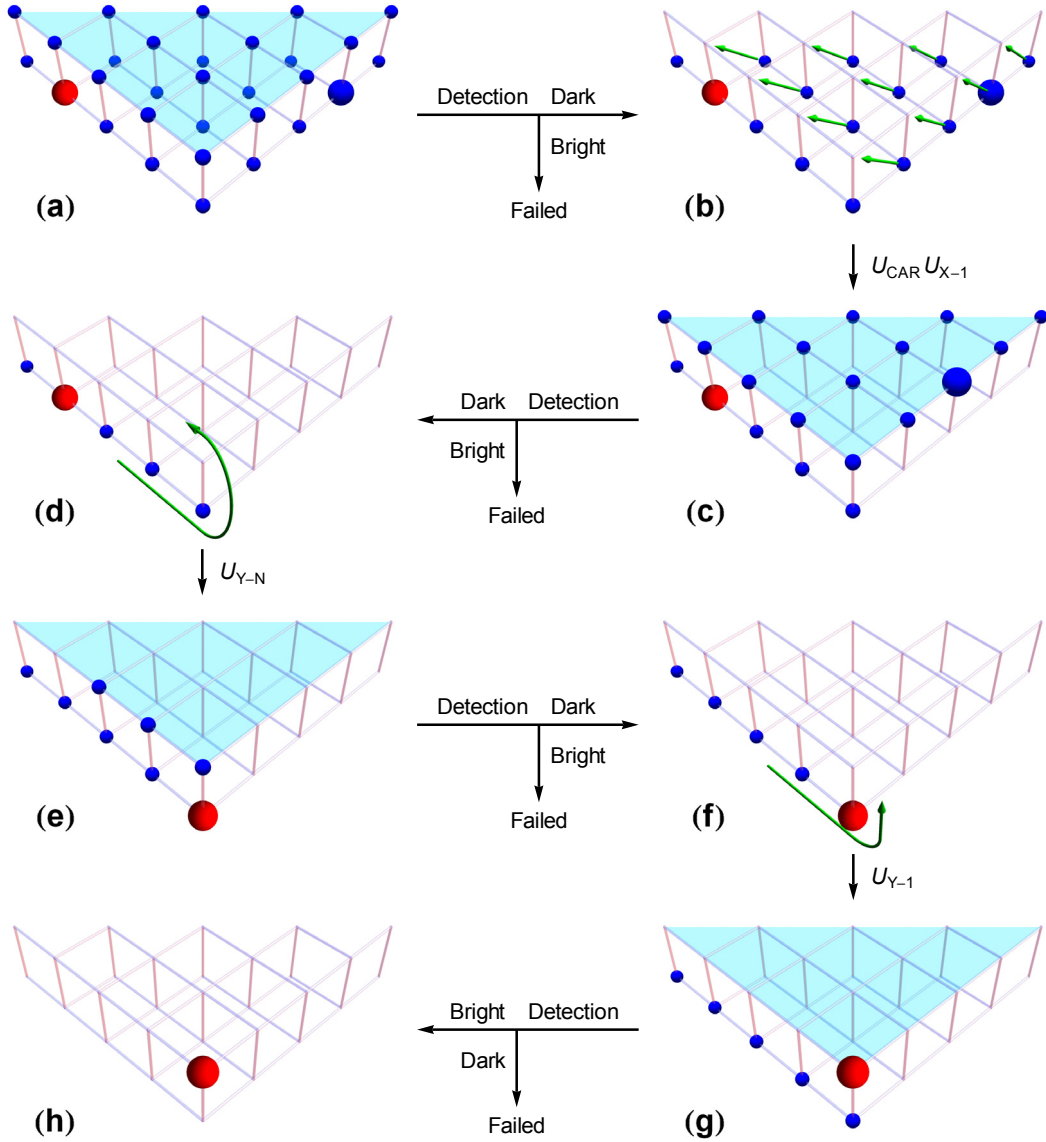 Detection Dark
Bright
Failed
(a)
(b)
U_CAR U_X–1
Dark Detection
Bright
Failed
(d)
(c)
U_Y–N
Detection Dark
Bright
Failed
(e)
(f)
U_Y–1
Bright Detection
Dark
Failed
(h)
(g)